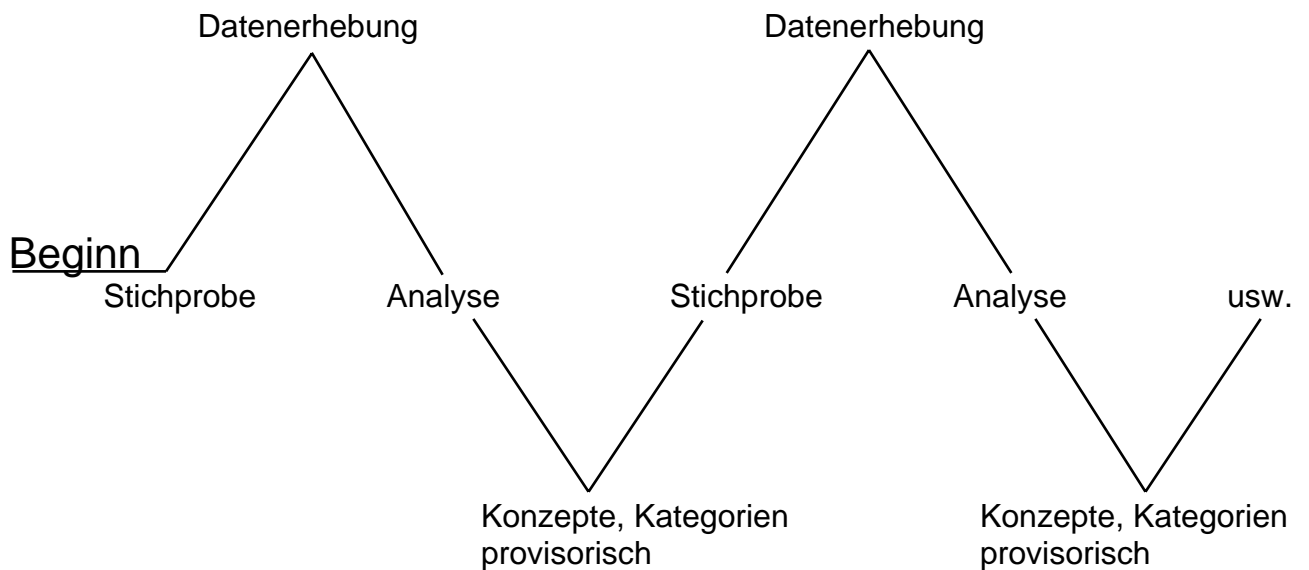 Datenerhebung
Datenerhebung
Beginn
Stichprobe
Analyse
Stichprobe
Analyse
usw.
Konzepte, Kategorien
provisorisch
Konzepte, Kategorien
provisorisch